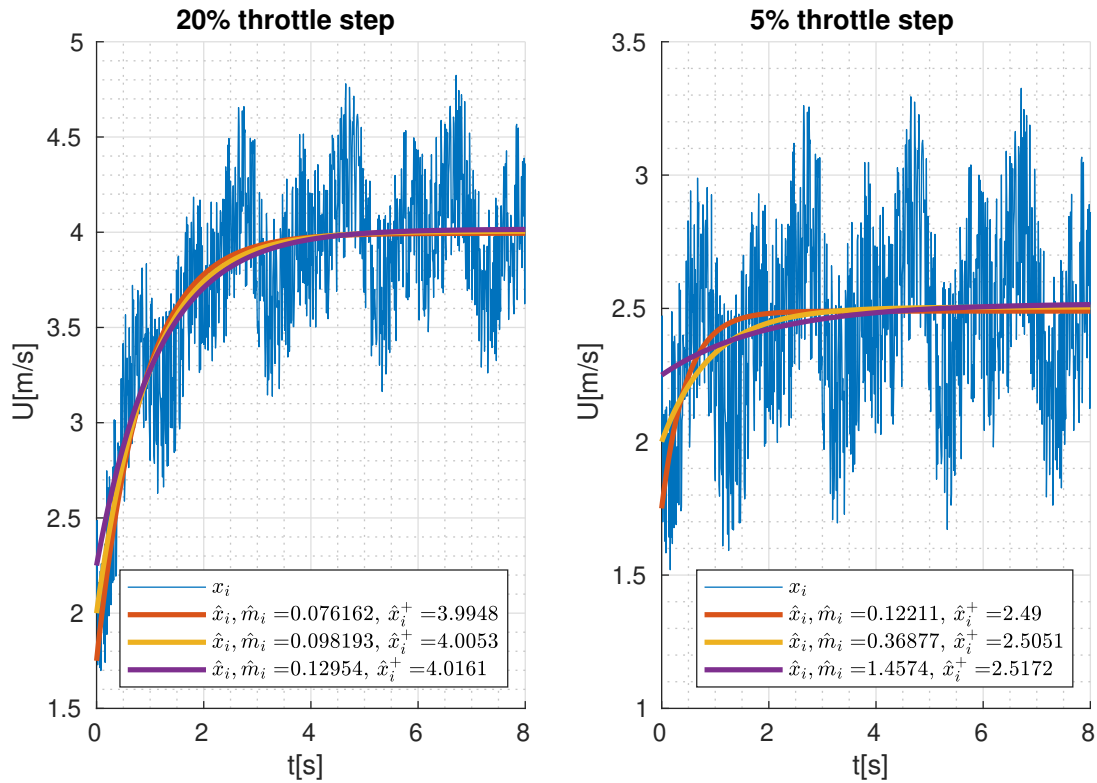 20% throttle step
5
4.5
4
3.5
3
2.5
2
1.5
U[m/s]
0
2
4
6
8
t[s]
x_i
x̂_i, m̂_i =0.076162, x̂_i^+ =3.9948
x̂_i, m̂_i =0.098193, x̂_i^+ =4.0053
x̂_i, m̂_i =0.12954, x̂_i^+ =4.0161
5% throttle step
3.5
3
2.5
2
1.5
1
U[m/s]
0
2
4
6
8
t[s]
x_i
x̂_i, m̂_i =0.12211, x̂_i^+ =2.49
x̂_i, m̂_i =0.36877, x̂_i^+ =2.5051
x̂_i, m̂_i =1.4574, x̂_i^+ =2.5172